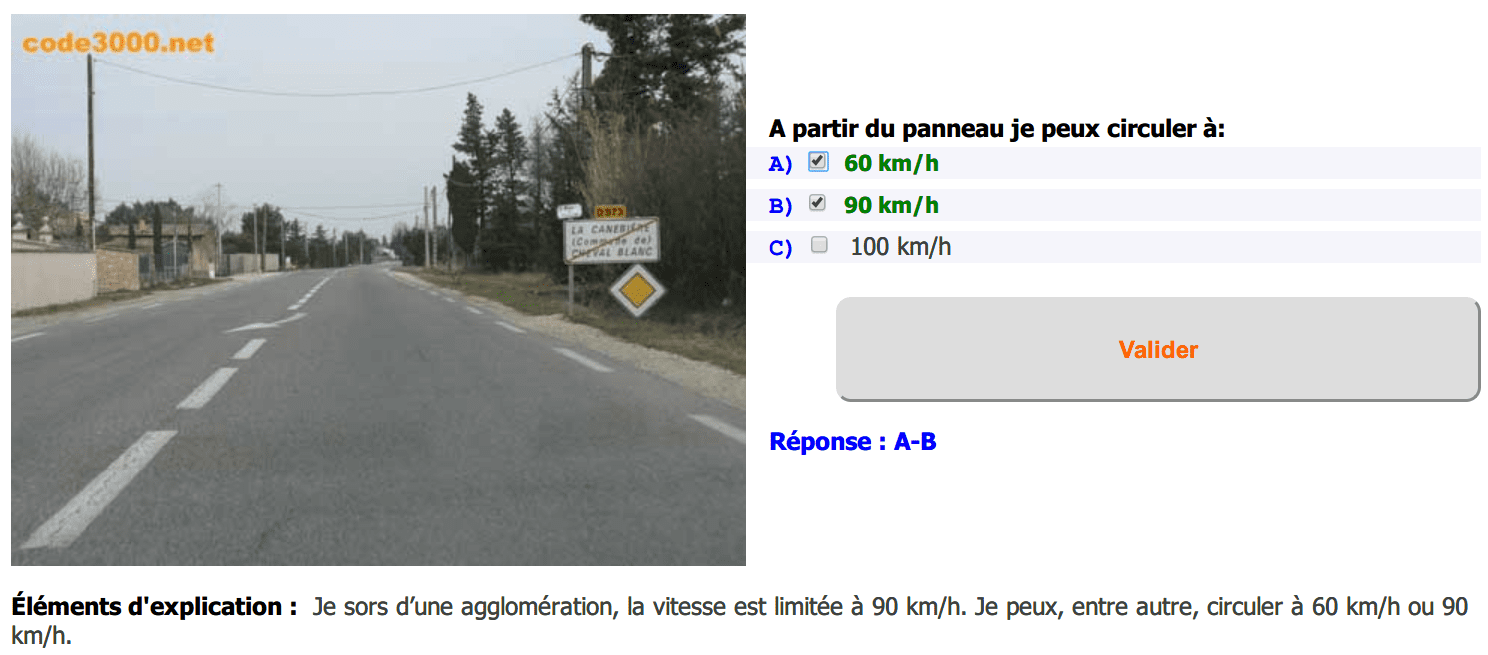 code3000.net
D 973
LA CANEBIERE
(Commune de)
CHEVAL BLANC
A partir du panneau je peux circuler à:
A) 60 km/h
B) 90 km/h
C) 100 km/h
Valider
Réponse : A-B
Éléments d'explication : Je sors d’une agglomération, la vitesse est limitée à 90 km/h. Je peux, entre autre, circuler à 60 km/h ou 90
km/h.